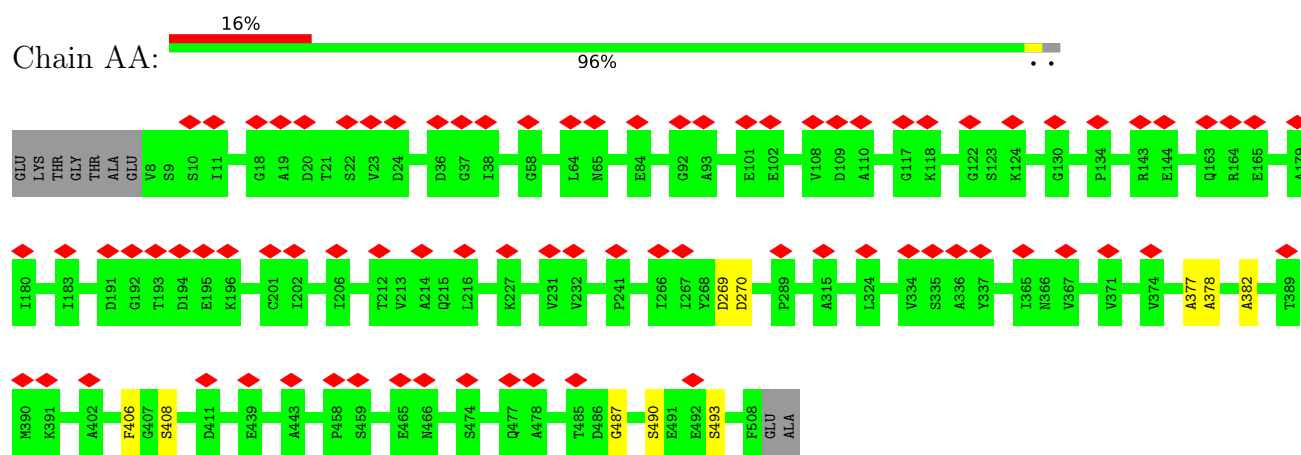 16%
Chain AA:
96%
• •
GLU LYS THR GLY THR ALA GLU V8 S9 S10 I11 G18 A19 D20 T21 S22 V23 D24 D36 G37 I38 G58 L64 N65 E84 G92 A93 E101 E102 V108 D109 A110 G117 K118 G122 S123 K124 G130 P134 R143 E144 Q163 R164 E165 A179
I180 I183 D191 G192 T193 D194 E195 K196 C201 I202 I206 T212 V213 A214 Q215 L216 K227 V231 V232 P241 I266 I267 Y268 D269 D270 P289 A315 L324 V334 S335 A336 Y337 I365 N366 V367 V371 V374 A377 A378 A382 T389
M390 K391 A402 F406 G407 S408 D411 E439 A443 P458 S459 E465 N466 S474 Q477 A478 T485 D486 G487 S490 E491 E492 S493 F508 GLU ALA